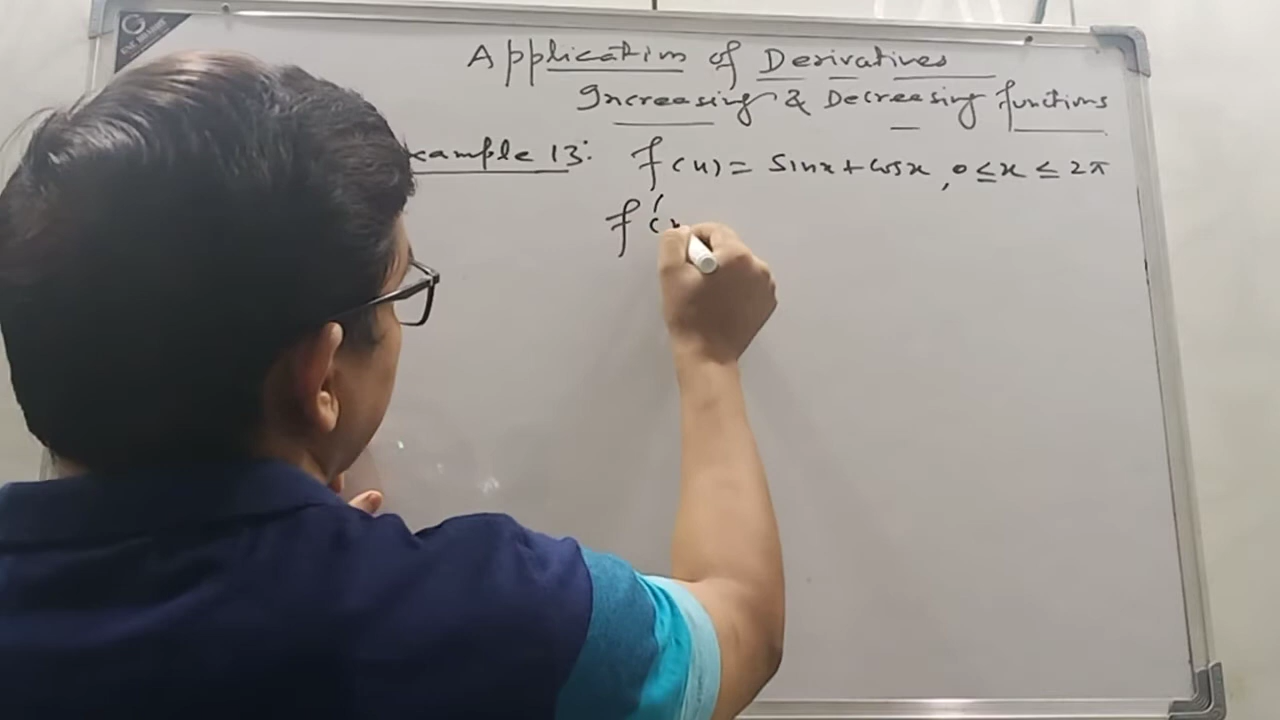 Application of Derivatives
Increasing & Decreasing functions
xample 13: f(x) = Sinx + Cosx, 0 ≤ x ≤ 2π
f'(x